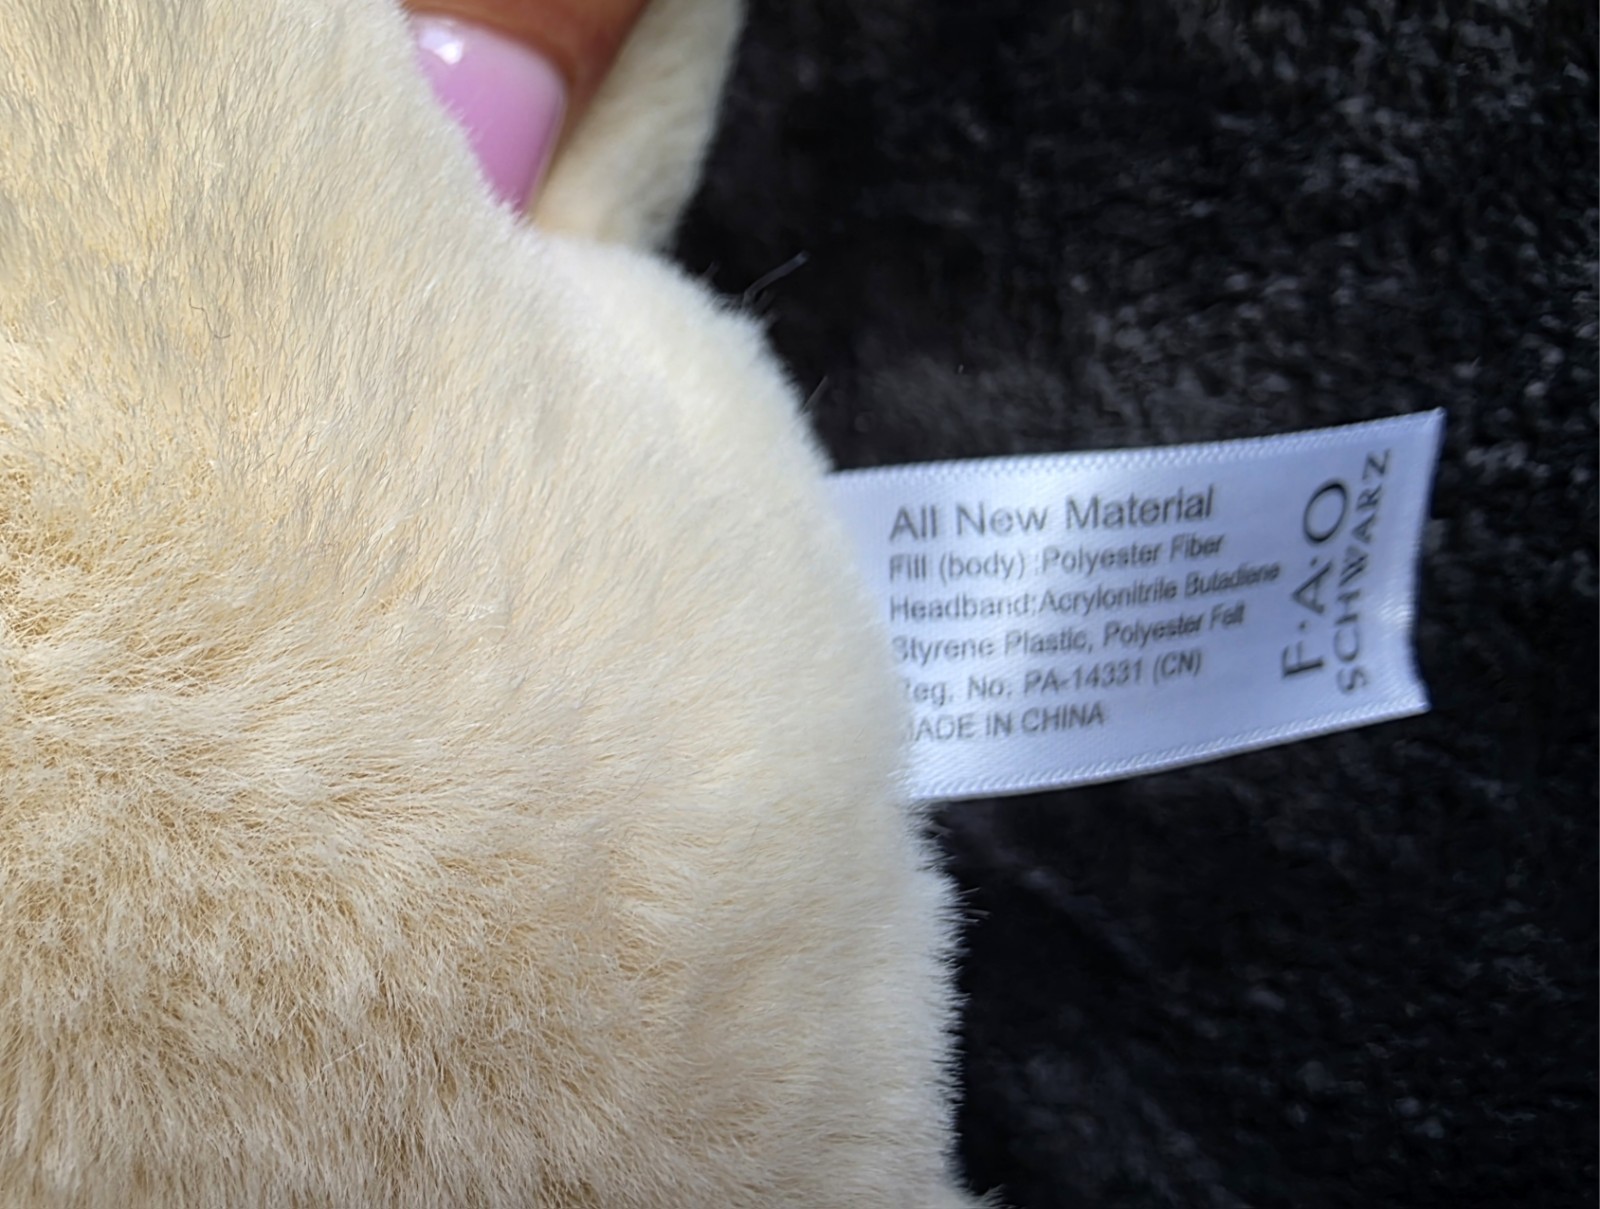 All New Material
Fill (body) :Polyester Fiber
Headband:Acrylonitrile Butadiene
Styrene Plastic, Polyester Felt
Reg. No: PA-14331 (CN)
MADE IN CHINA
F·A·O
SCHWARZ